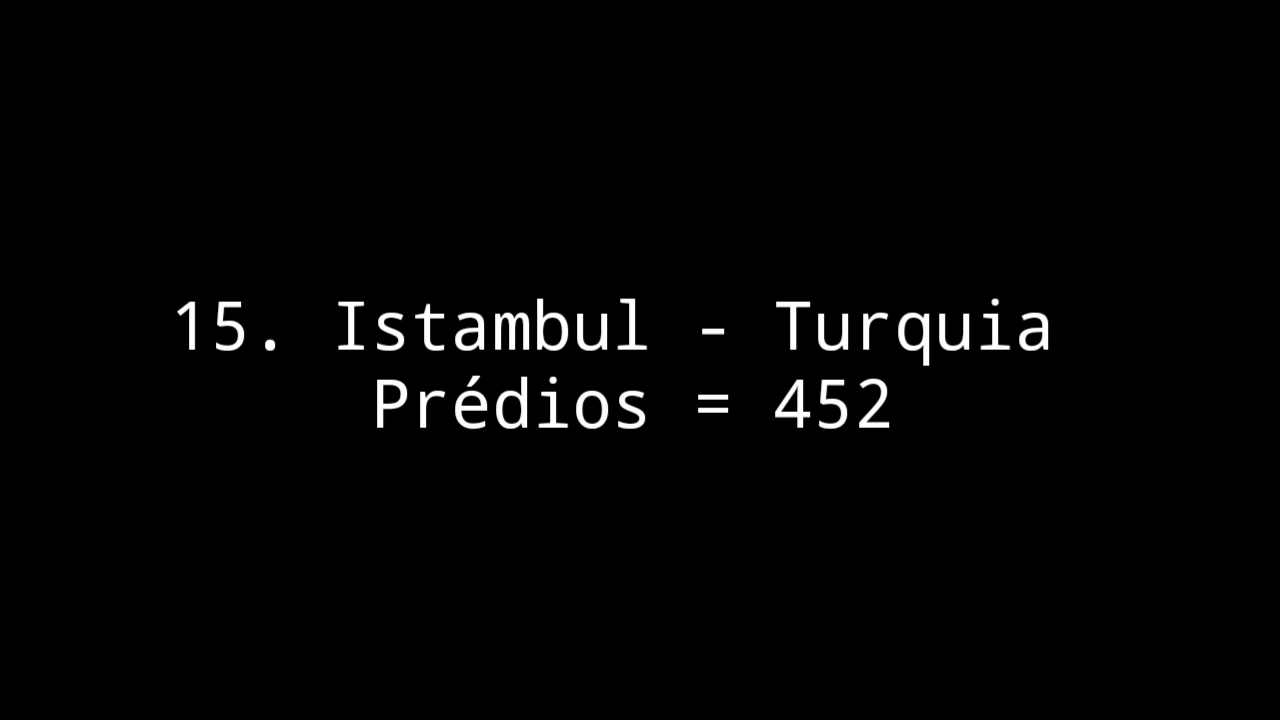 15. Istambul - Turquia
Prédios = 452